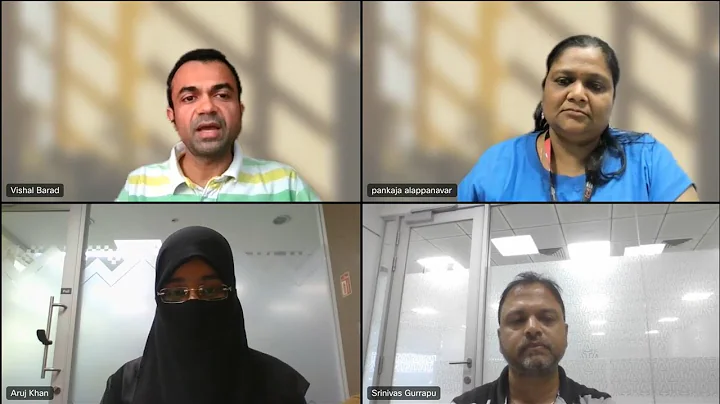 Vishal Barad
pankaja alappanavar
Aruj Khan
Srinivas Gurrapu